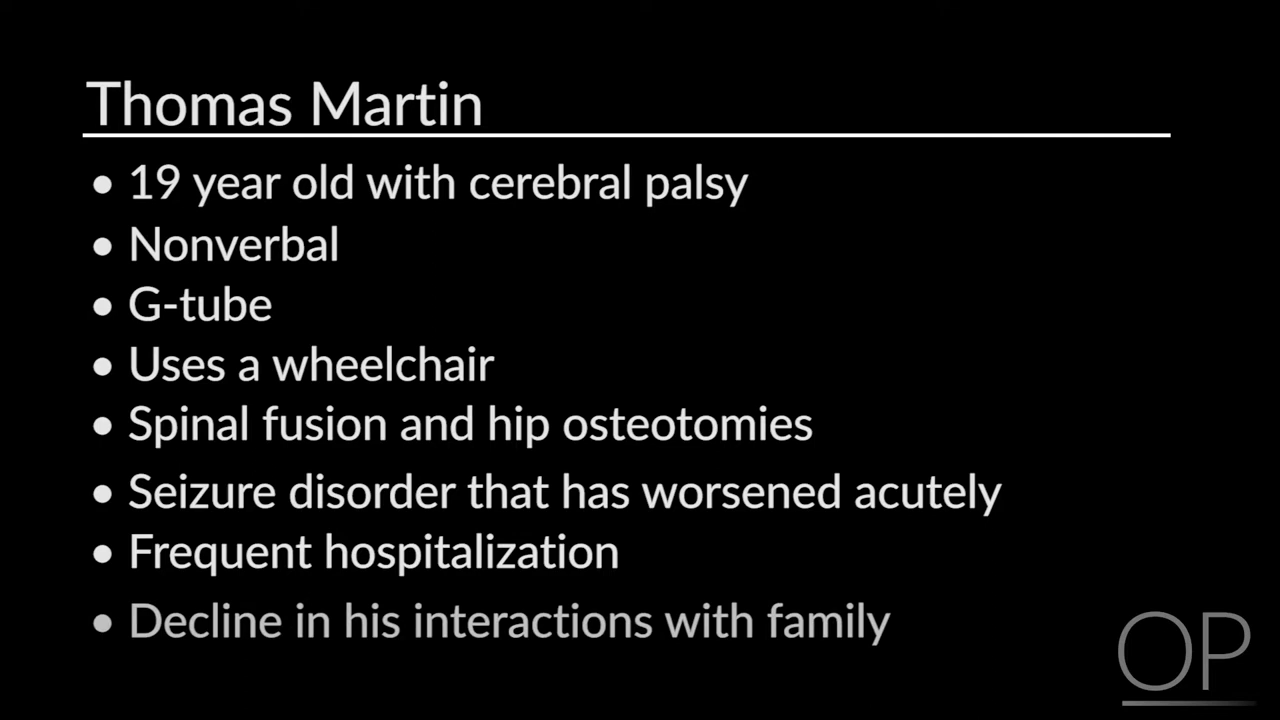 Thomas Martin
• 19 year old with cerebral palsy
• Nonverbal
• G-tube
• Uses a wheelchair
• Spinal fusion and hip osteotomies
• Seizure disorder that has worsened acutely
• Frequent hospitalization
• Decline in his interactions with family
OP